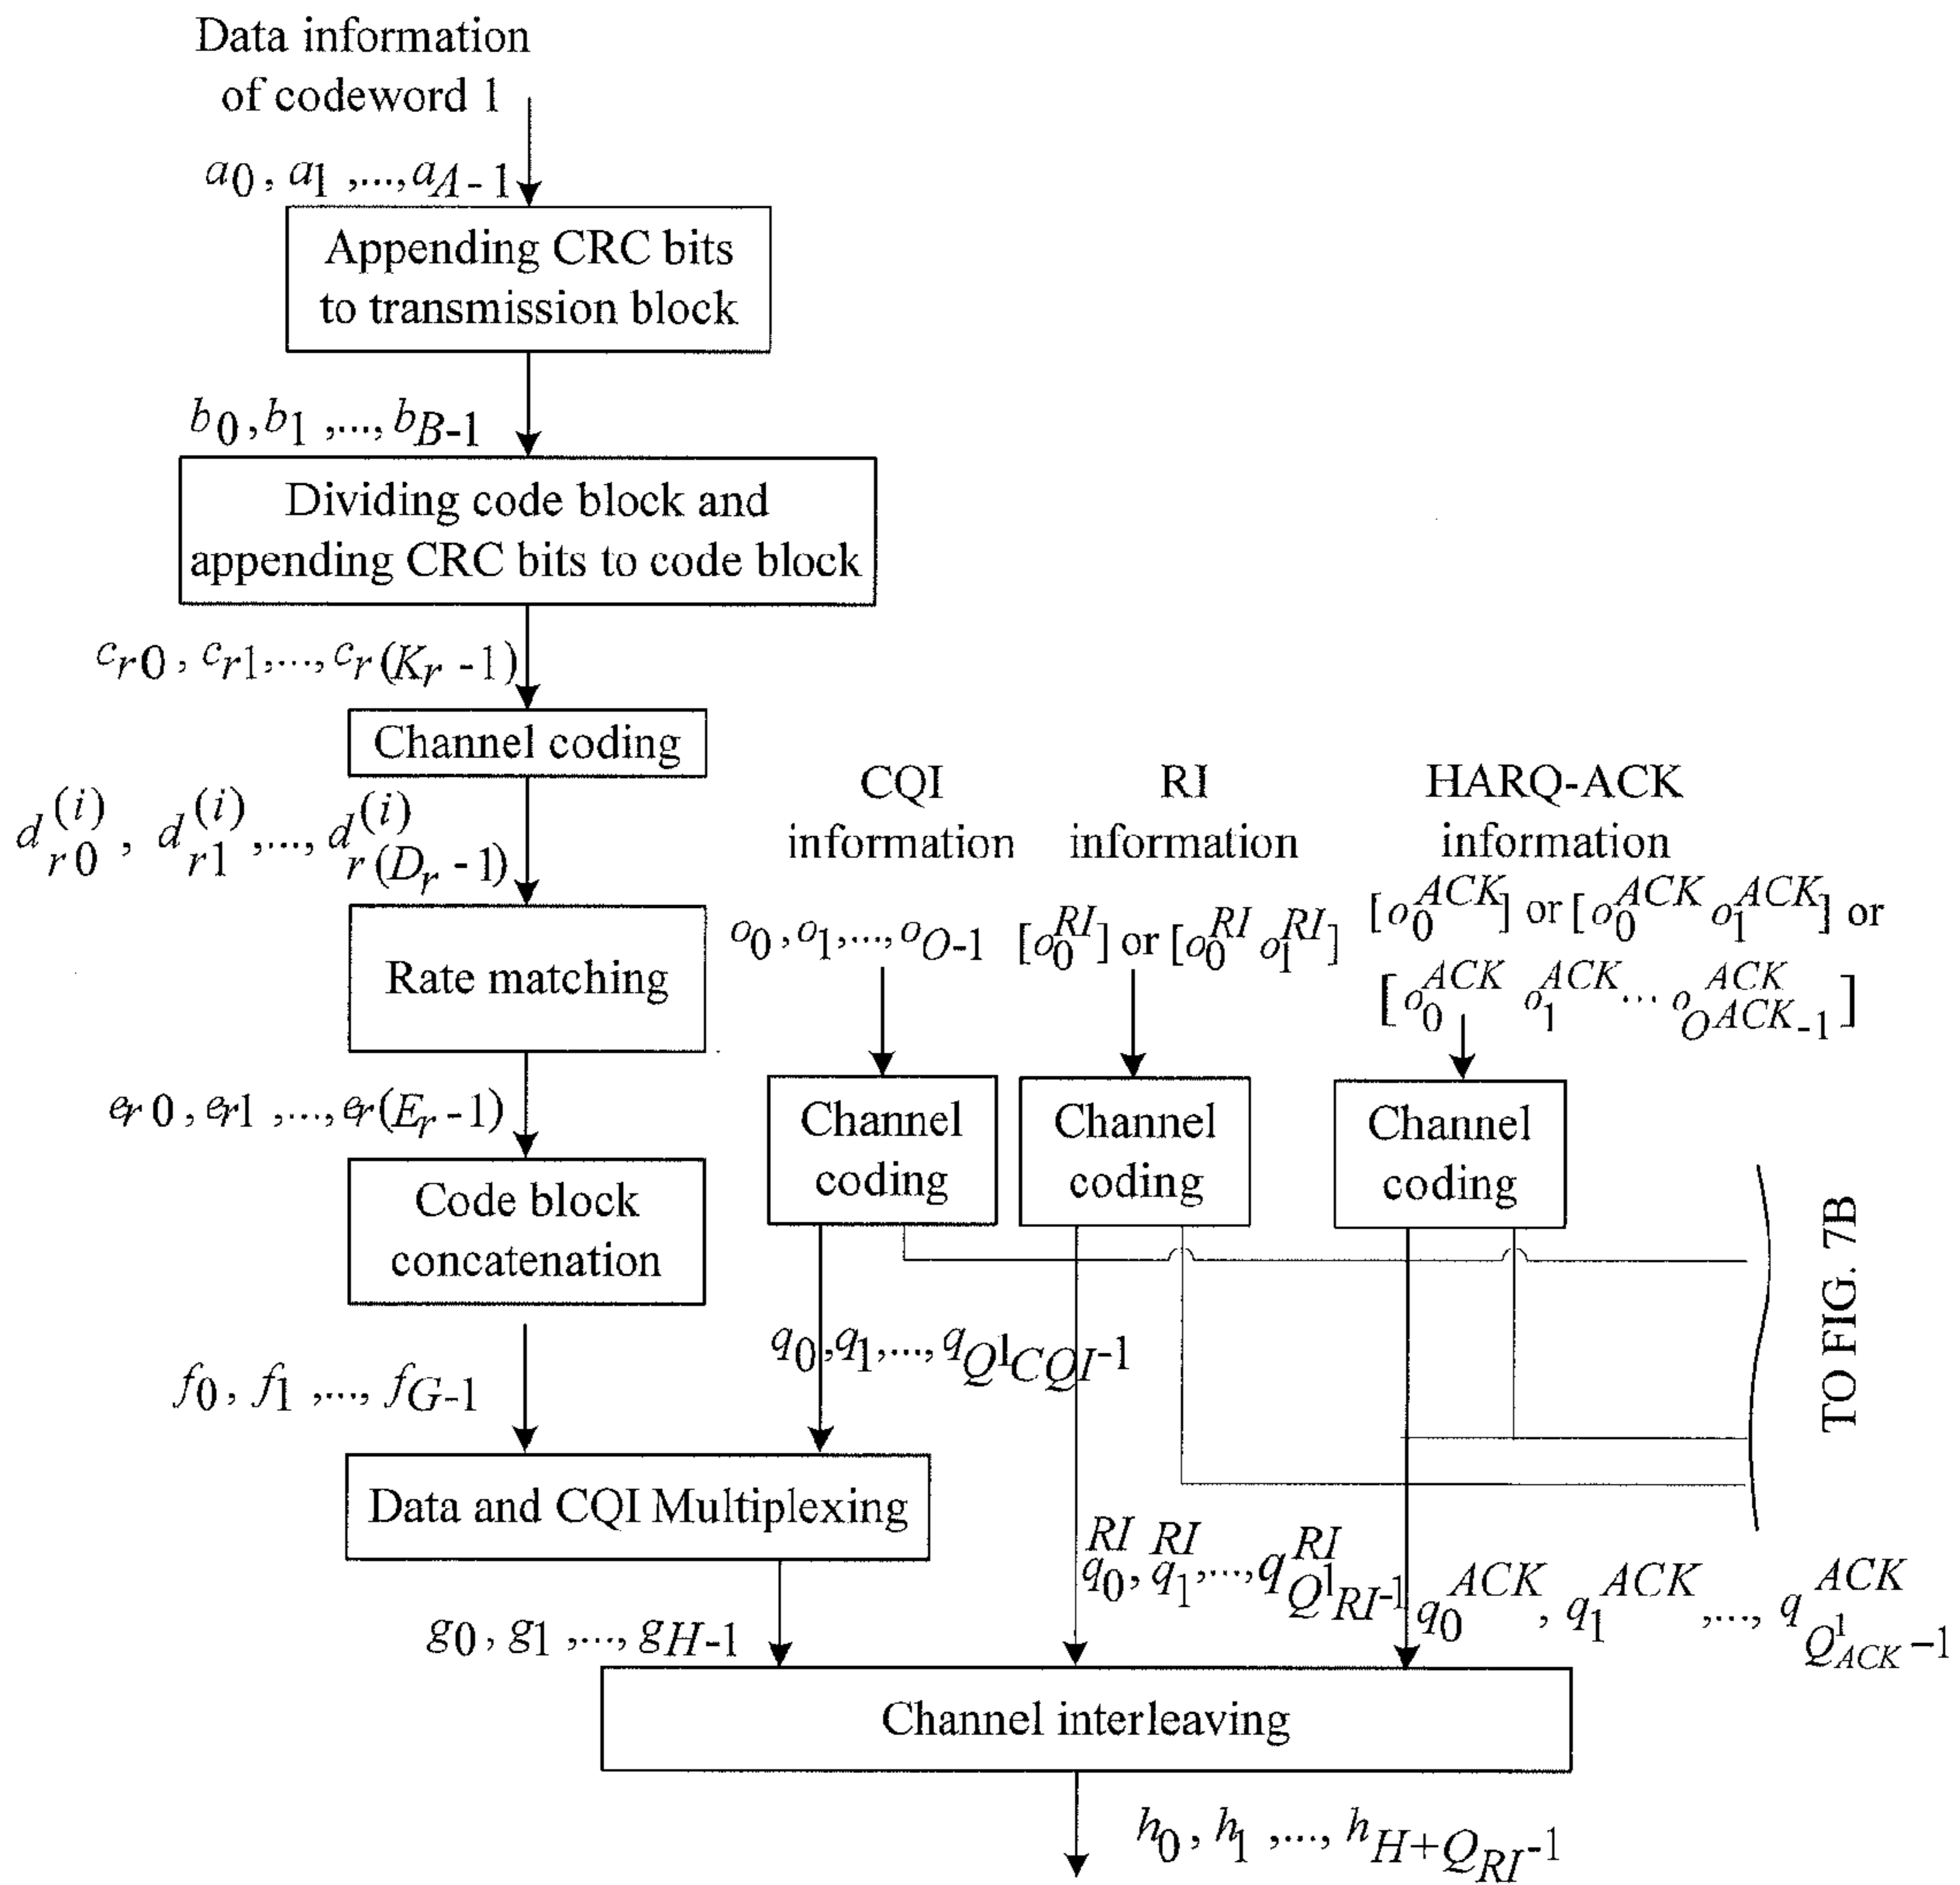 Data information
of codeword 1
a0, a1 ,...,aA-1
Appending CRC bits
to transmission block
b0,b1 ,..., bB-1
Dividing code block and
appending CRC bits to code block
cr0, cr1,..., cr(Kr -1)
Channel coding
d(i)r0, d(i)r1,..., d(i)r(Dr -1)
Rate matching
er0, er1 ,..., er(Er -1)
Code block
concatenation
f0, f1 ,..., fG-1
Data and CQI Multiplexing
g0, g1 ,..., gH-1
CQI
information
o0,o1,...,oO-1
Channel
coding
q0,q1,...,qQ1CQI-1
RI
information
[oRI0] or [oRI0 oRI1]
Channel
coding
qRI0, qRI1,...,qRIQ1RI-1
HARQ-ACK
information
[oACK0] or [oACK0 oACK1] or
[oACK0 oACK1 ... oACKOACK-1]
Channel
coding
q0ACK, q1ACK,..., qACKQ1ACK-1
TO FIG. 7B
Channel interleaving
h0, h1 ,..., hH+QRI-1